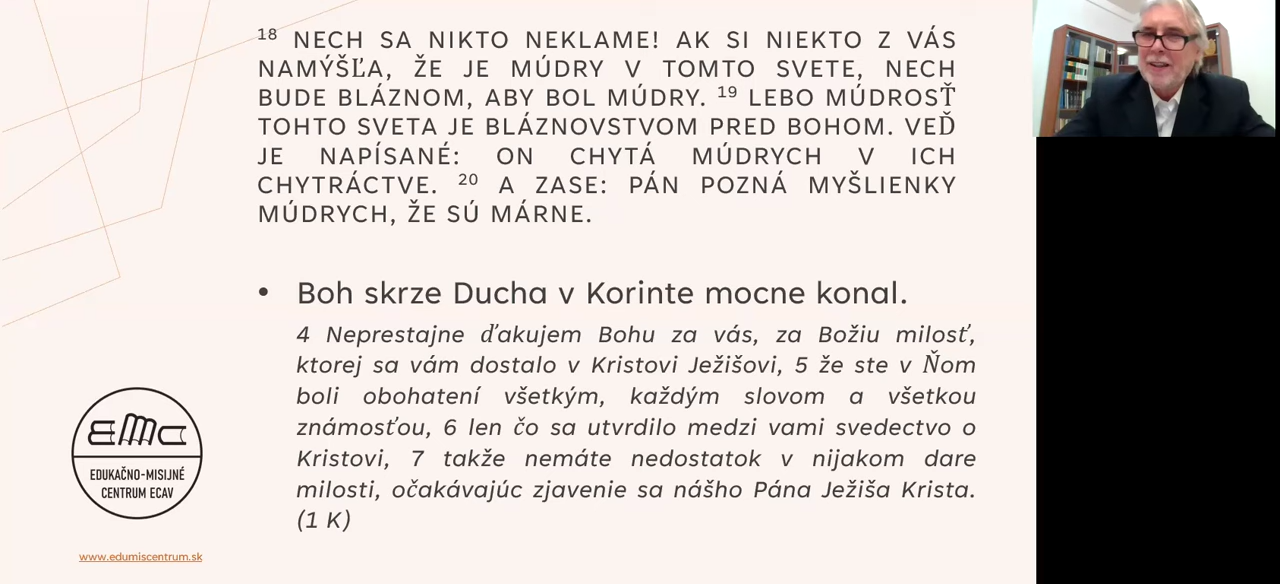 ¹⁸ NECH SA NIKTO NEKLAME! AK SI NIEKTO Z VÁS
NAMÝŠĽA, ŽE JE MÚDRY V TOMTO SVETE, NECH
BUDE BLÁZNOM, ABY BOL MÚDRY. ¹⁹ LEBO MÚDROSŤ
TOHTO SVETA JE BLÁZNOVSTVOM PRED BOHOM. VEĎ
JE NAPÍSANÉ: ON CHYTÁ MÚDRYCH V ICH
CHYTRÁCTVE. ²⁰ A ZASE: PÁN POZNÁ MYŠLIENKY
MÚDRYCH, ŽE SÚ MÁRNE.
• Boh skrze Ducha v Korinte mocne konal.
4 Neprestajne ďakujem Bohu za vás, za Božiu milosť,
ktorej sa vám dostalo v Kristovi Ježišovi, 5 že ste v Ňom
boli obohatení všetkým, každým slovom a všetkou
známosťou, 6 len čo sa utvrdilo medzi vami svedectvo o
Kristovi, 7 takže nemáte nedostatok v nijakom dare
milosti, očakávajúc zjavenie sa nášho Pána Ježiša Krista.
(1 K)
EMC
EDUKAČNO-MISIJNÉ
CENTRUM ECAV
www.edumiscentrum.sk